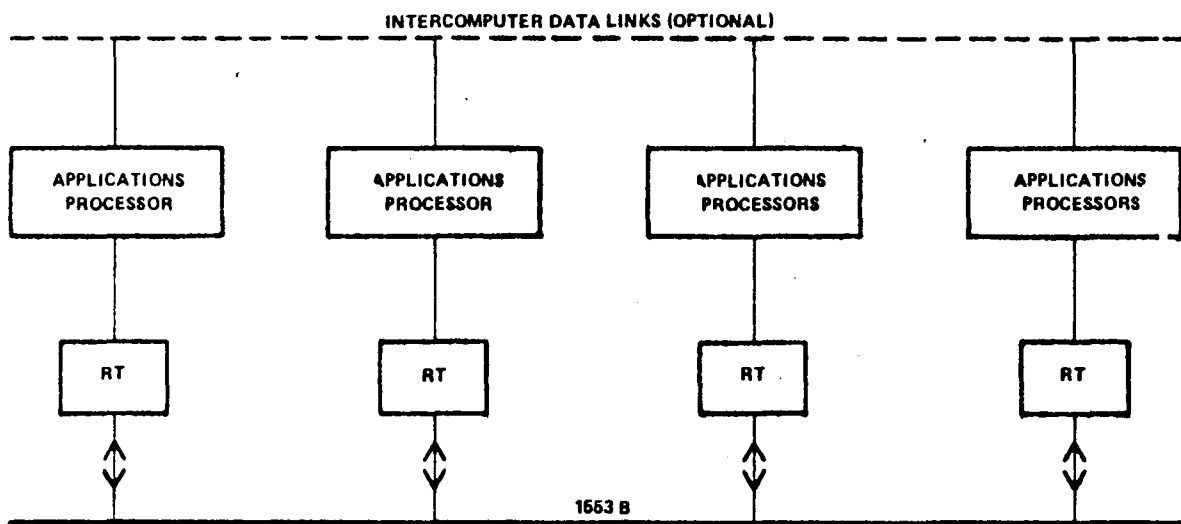 INTERCOMPUTER DATA LINKS (OPTIONAL)
APPLICATIONS
PROCESSOR
APPLICATIONS
PROCESSOR
APPLICATIONS
PROCESSORS
APPLICATIONS
PROCESSORS
RT
RT
RT
RT
1553 B